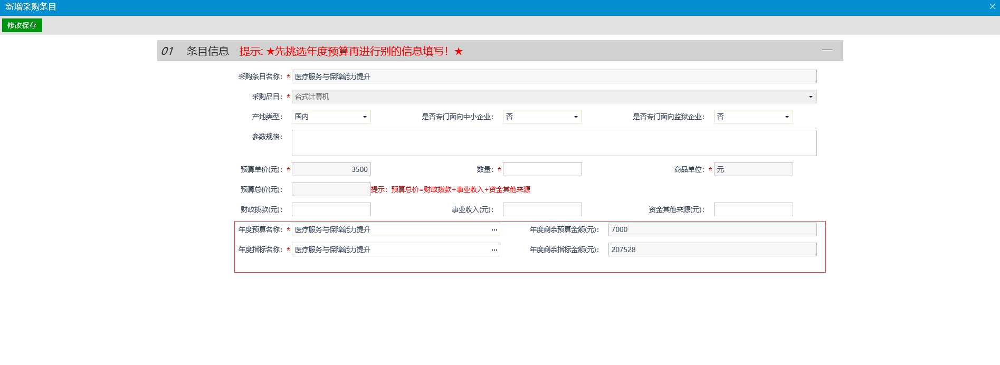 新增采购条目
修改保存
01 条目信息 提示: ★先挑选年度预算再进行别的信息填写！★
采购条目名称：* 医疗服务与保障能力提升
采购品目：* 台式计算机
产地类型： 国内 是否专门面向中小企业： 否 是否专门面向监狱企业： 否
参数规格：
预算单价(元)：* 3500 数量：* 商品单位：* 元
预算总价(元)： 提示：预算总价=财政拨款+事业收入+资金其他来源
财政拨款(元)： 事业收入(元)： 资金其他来源(元)：
年度预算名称：* 医疗服务与保障能力提升 ... 年度剩余预算金额(元)： 7000
年度指标名称：* 医疗服务与保障能力提升 ... 年度剩余指标金额(元)： 207528